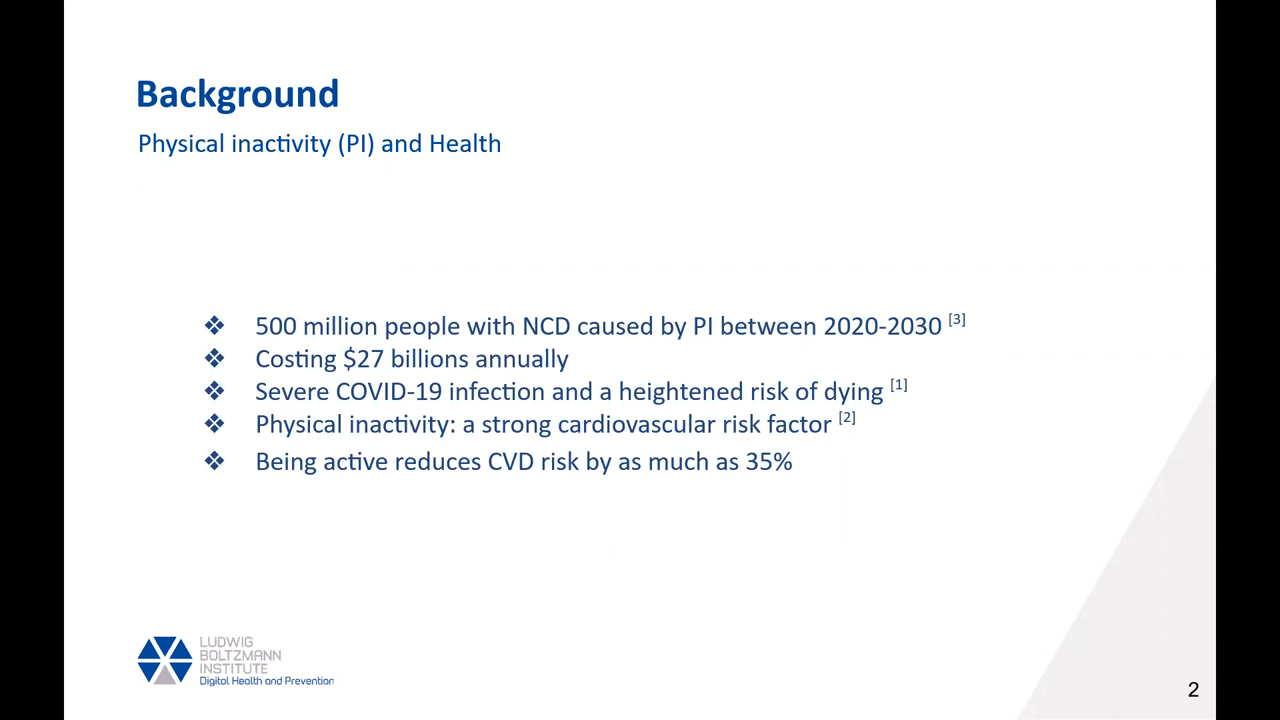 Background
Physical inactivity (PI) and Health
❖ 500 million people with NCD caused by PI between 2020-2030 [3]
❖ Costing $27 billions annually
❖ Severe COVID-19 infection and a heightened risk of dying [1]
❖ Physical inactivity: a strong cardiovascular risk factor [2]
❖ Being active reduces CVD risk by as much as 35%
LUDWIG
BOLTZMANN
INSTITUTE
Digital Health and Prevention
2